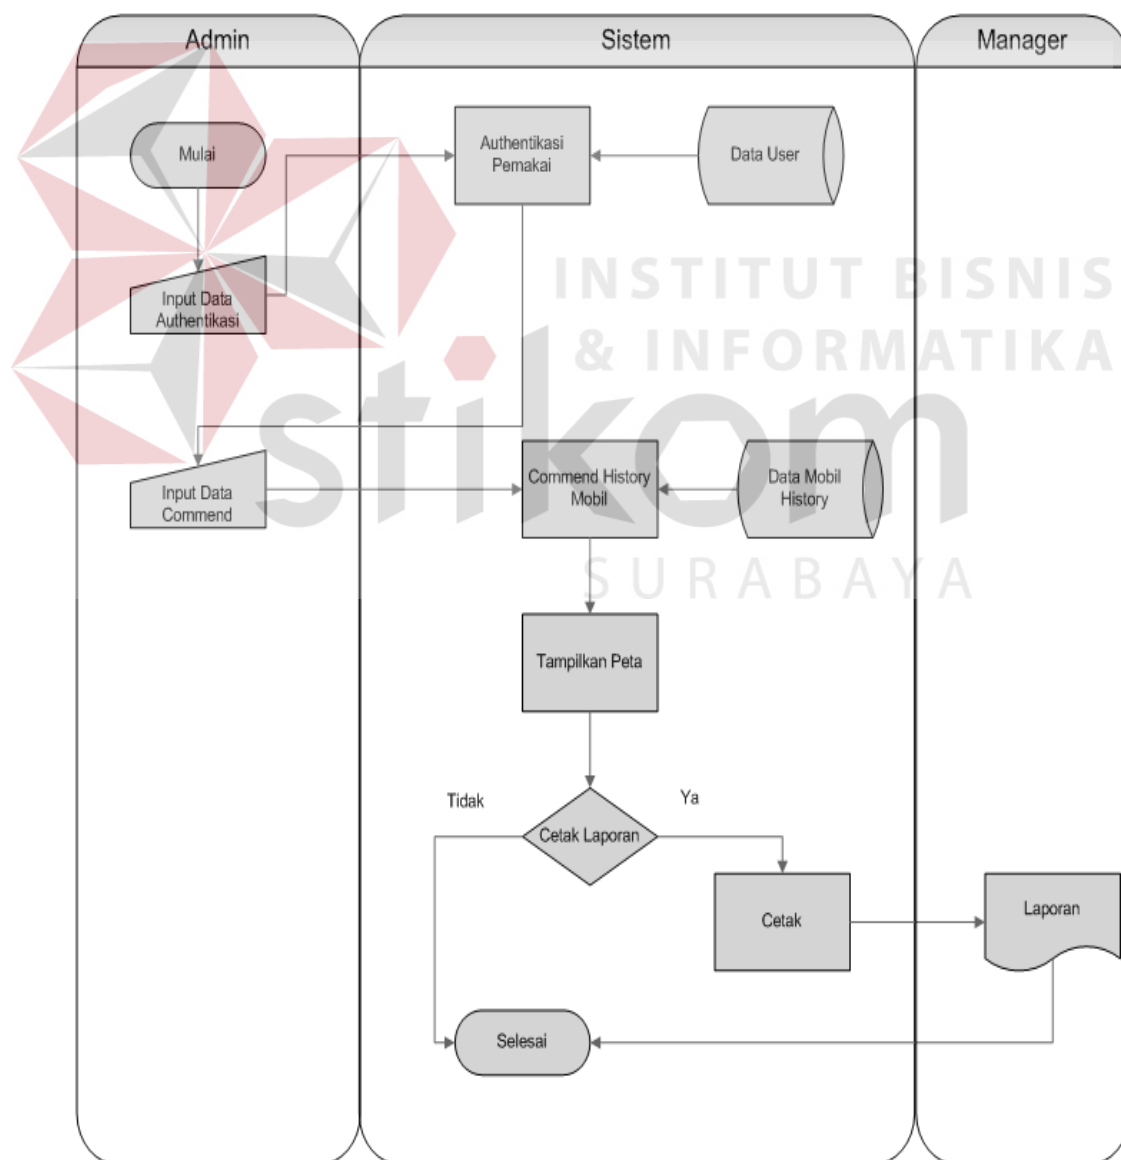 Admin
Sistem
Manager
Mulai
Authentikasi
Pemakai
Data User
Input Data
Authentikasi
INSTITUT BISNIS
& INFORMATIKA
stikom
SURABAYA
Input Data
Commend
Commend History
Mobil
Data Mobil
History
Tampilkan Peta
Tidak
Ya
Cetak Laporan
Cetak
Laporan
Selesai